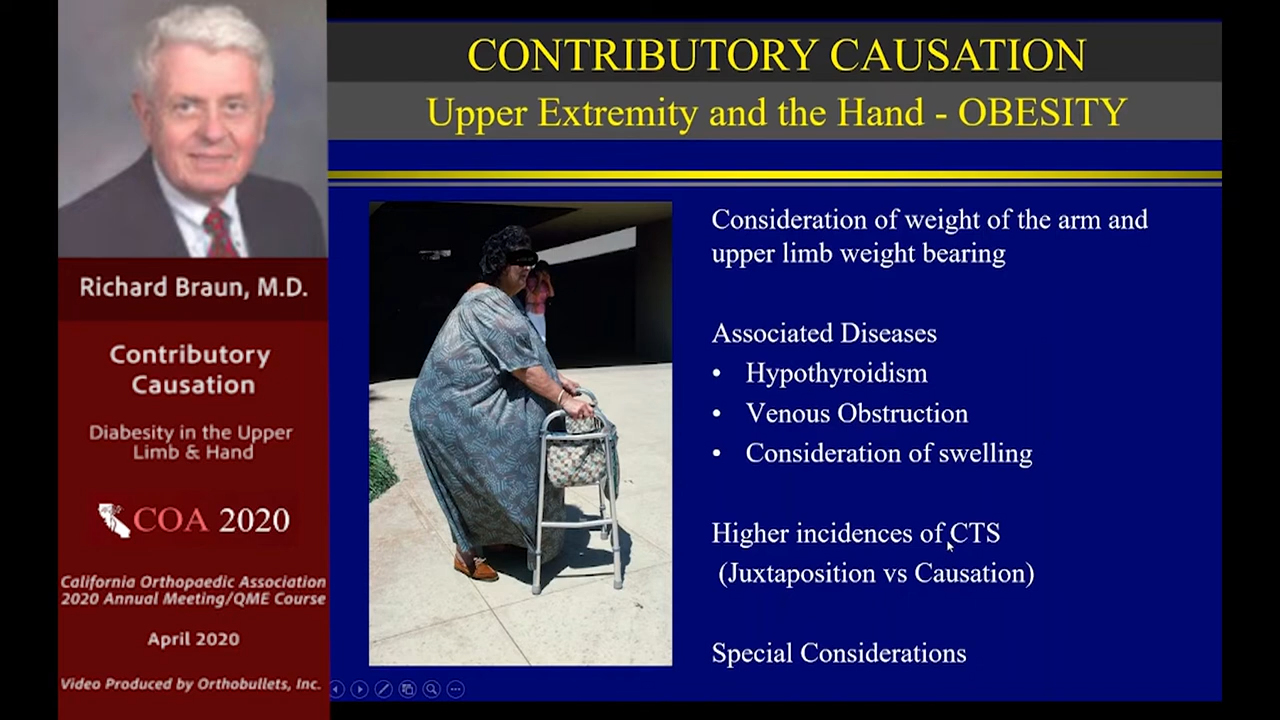 Richard Braun, M.D.
Contributory
Causation
Diabesity in the Upper
Limb & Hand
COA 2020
California Orthopaedic Association
2020 Annual Meeting/QME Course
April 2020
Video Produced by Orthobullets, Inc.
CONTRIBUTORY CAUSATION
Upper Extremity and the Hand - OBESITY
Consideration of weight of the arm and
upper limb weight bearing
Associated Diseases
• Hypothyroidism
• Venous Obstruction
• Consideration of swelling
Higher incidences of CTS
(Juxtaposition vs Causation)
Special Considerations